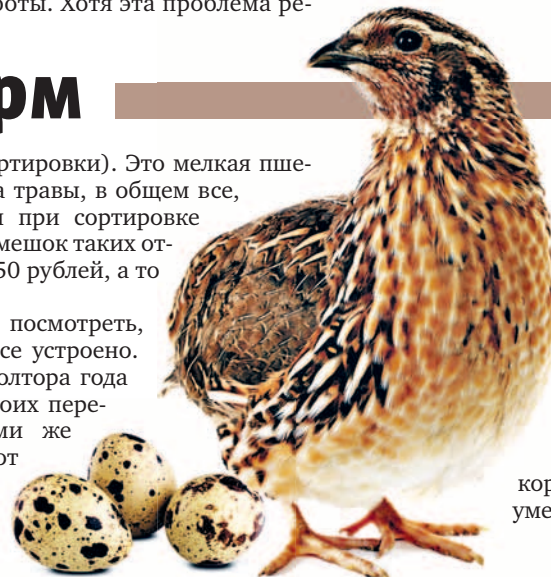 роты. Хотя эта проблема ре-
рм
ртировки). Это мелкая пше-
а травы, в общем все,
при сортировке
мешок таких от-
50 рублей, а то
посмотреть,
се устроено.
олтора года
оих пере-
ми же
от
кор
уме